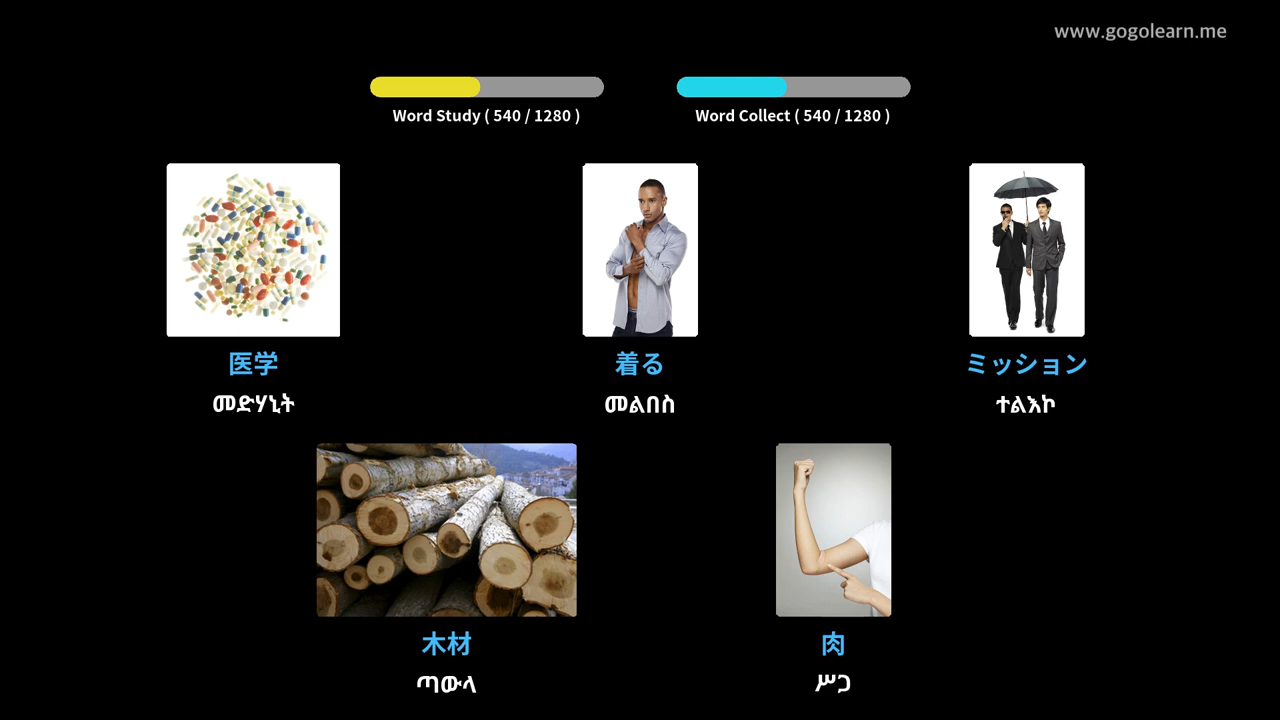 www.gogolearn.me
Word Study ( 540 / 1280 )
Word Collect ( 540 / 1280 )
医学
መድሃኒት
着る
መልበስ
ミッション
ተልእኮ
木材
ጣውላ
肉
ሥጋ